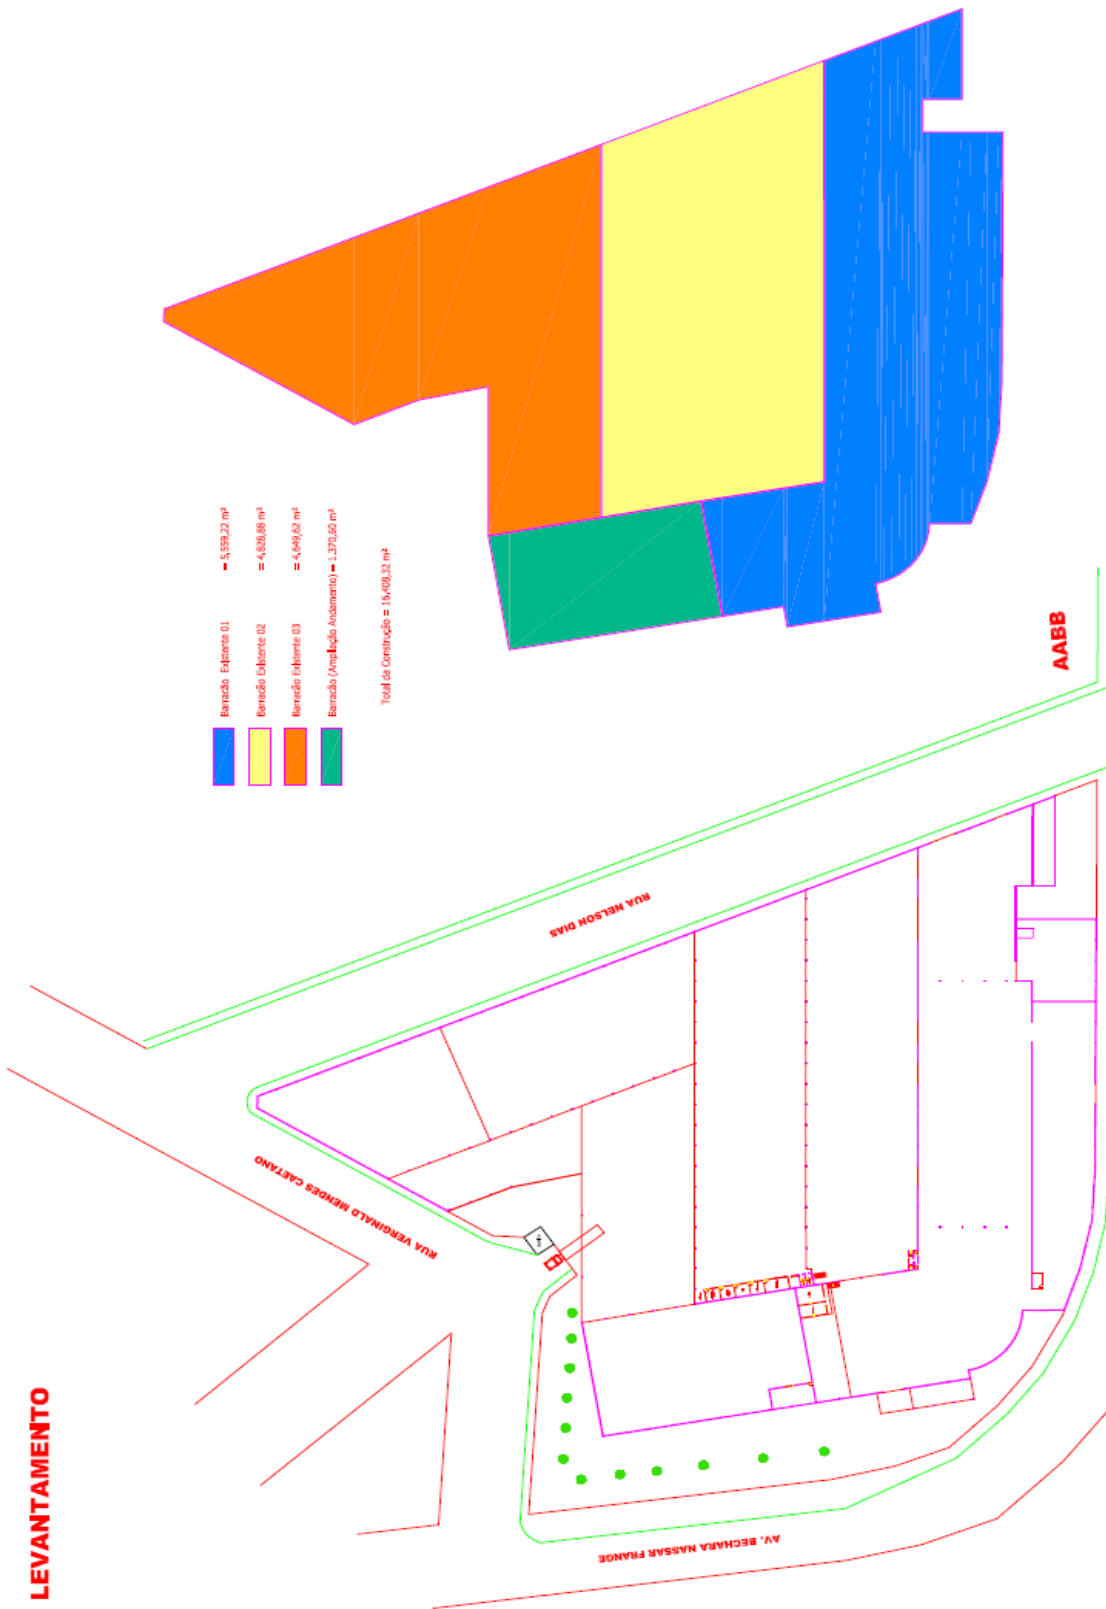 LEVANTAMENTO
Barracão Existente 01 = 5,559,22 m²
Barracão Existente 02 = 4,828,88 m²
Barracão Existente 03 = 4,649,62 m²
Barracão (Ampliação Andamento) = 1.370,60 m²
Total da Construção = 16,408,32 m²
AABB
RUA NELSON DIAS
RUA VERGINALD MENDES CAETANO
AV. BECHARA NASSAR FRANGE